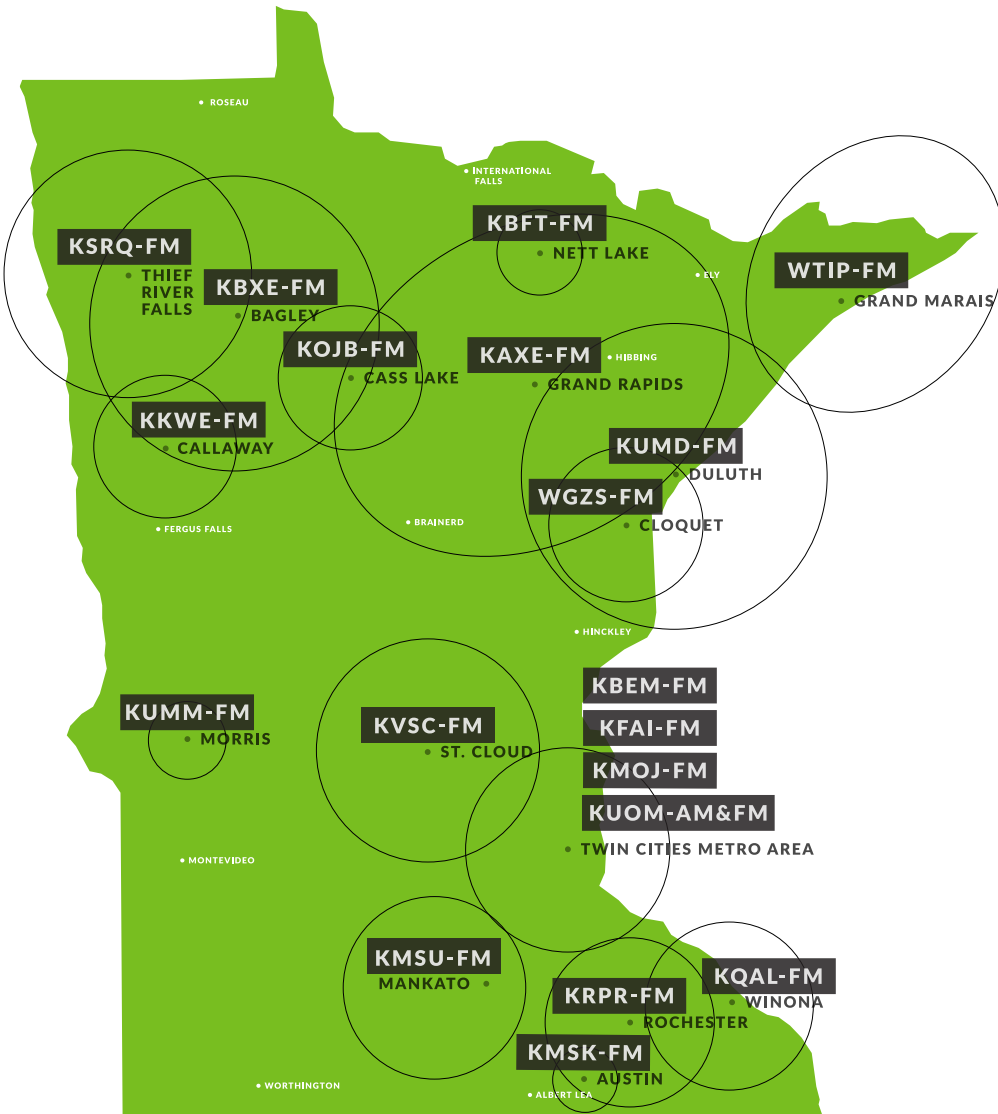 ROSEAU
INTERNATIONAL
FALLS
KBFT-FM
NETT LAKE
KSRQ-FM
THIEF
RIVER
FALLS
KBXE-FM
BAGLEY
ELY
WTIP-FM
GRAND MARAIS
KOJB-FM
CASS LAKE
KAXE-FM
GRAND RAPIDS
HIBBING
KKWE-FM
CALLAWAY
KUMD-FM
DULUTH
WGZS-FM
CLOQUET
FERGUS FALLS
BRAINERD
HINCKLEY
KUMM-FM
MORRIS
KVSC-FM
ST. CLOUD
KBEM-FM
KFAI-FM
KMOJ-FM
KUOM-AM&FM
TWIN CITIES METRO AREA
MONTEVIDEO
KMSU-FM
MANKATO
KRPR-FM
ROCHESTER
KQAL-FM
WINONA
KMSK-FM
AUSTIN
WORTHINGTON
ALBERT LEA